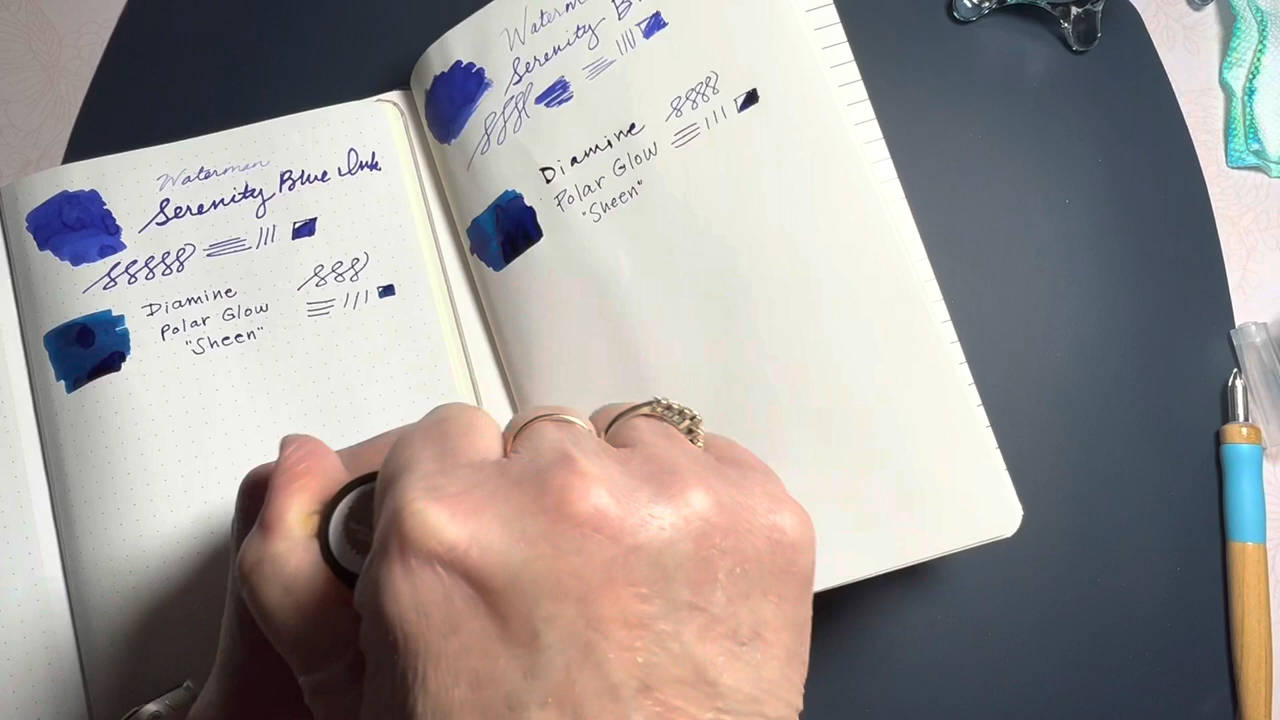 Waterman
Serenity Blue Ink
Diamine
Polar Glow
"Sheen"
Serenity
Diamine
Polar Glow
"Sheen"